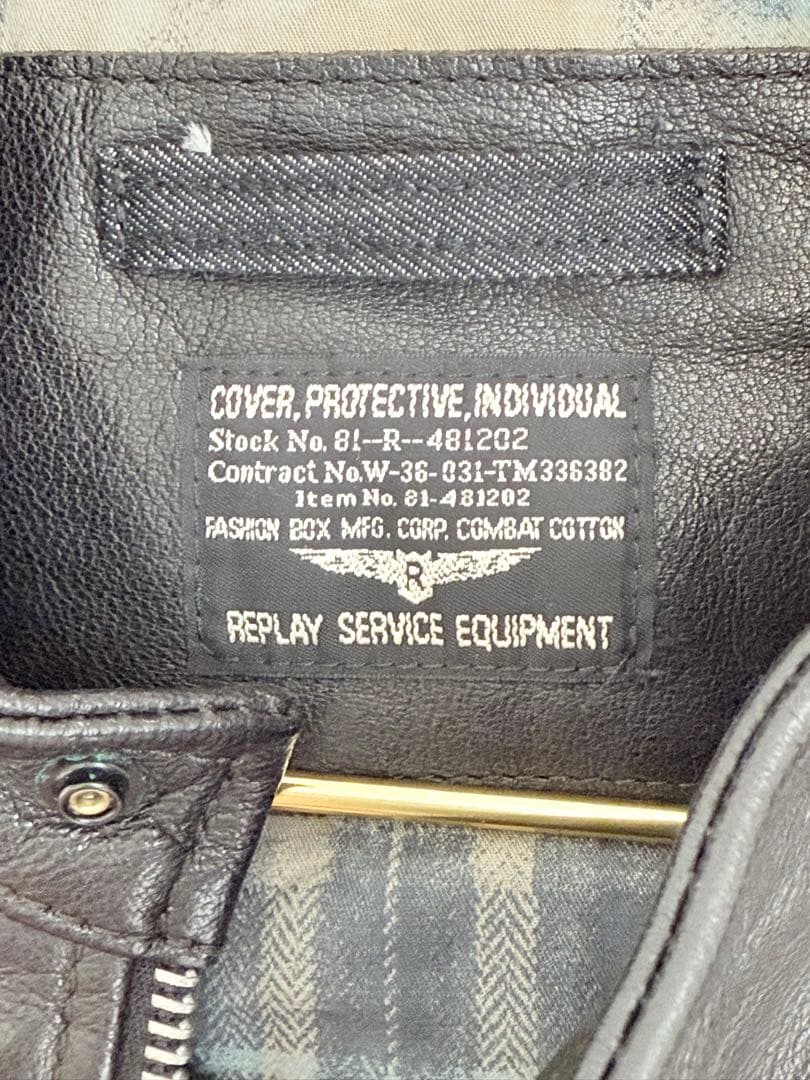 COVER, PROTECTIVE, INDIVIDUAL
Stock No. 81--R--481202
Contract No.W-36-031-TM336382
Item No. 81-481202
FASHION BOX MFG. CORP. COMBAT COTTON
R
REPLAY SERVICE EQUIPMENT